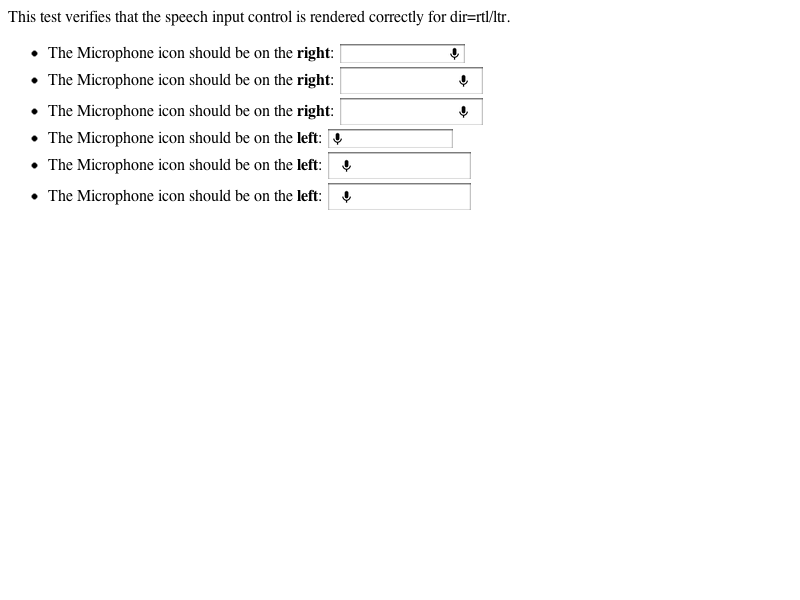 This test verifies that the speech input control is rendered correctly for dir=rtl/ltr.
• The Microphone icon should be on the right:
• The Microphone icon should be on the right:
• The Microphone icon should be on the right:
• The Microphone icon should be on the left:
• The Microphone icon should be on the left:
• The Microphone icon should be on the left: